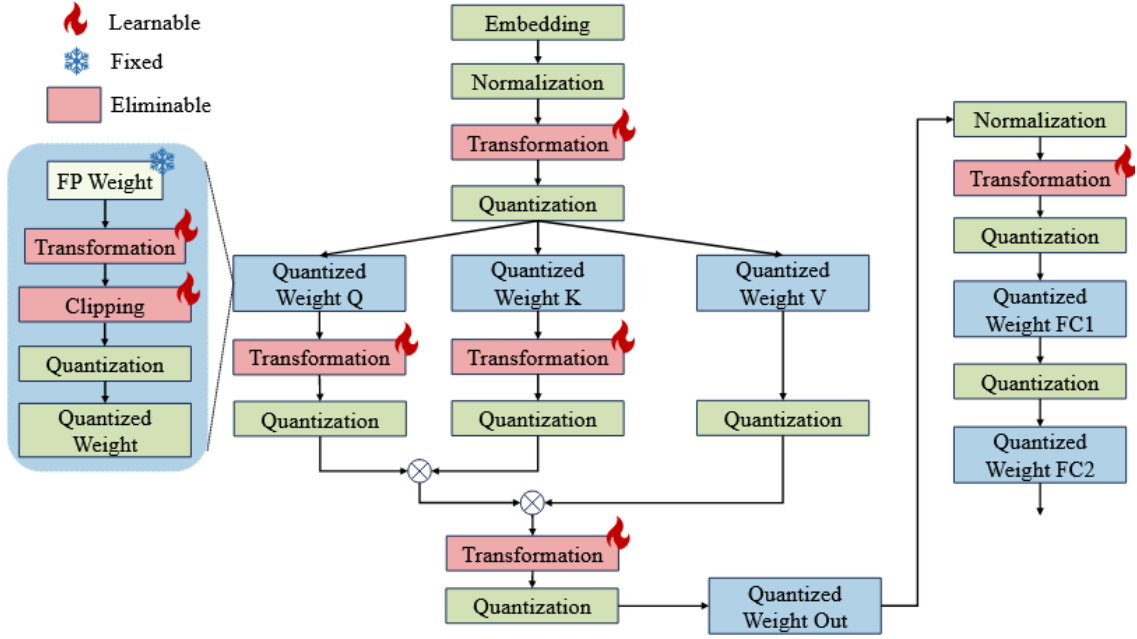 Learnable
Fixed
Eliminable
FP Weight
Transformation
Clipping
Quantization
Quantized
Weight
Embedding
Normalization
Transformation
Quantization
Quantized
Weight Q
Quantized
Weight K
Quantized
Weight V
Transformation
Transformation
Quantization
Quantization
Quantization
Transformation
Quantization
Quantized
Weight Out
Normalization
Transformation
Quantization
Quantized
Weight FC1
Quantization
Quantized
Weight FC2